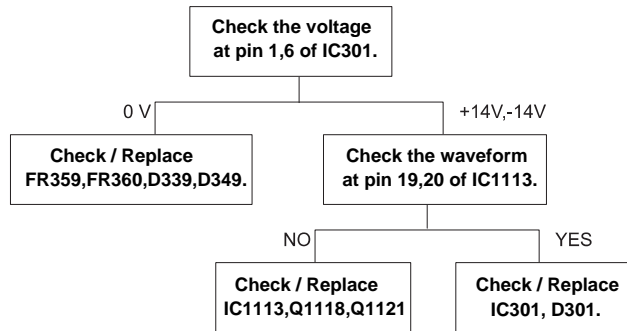 Check the voltage
at pin 1,6 of IC301.
0 V
+14V,-14V
Check / Replace
FR359,FR360,D339,D349.
Check the waveform
at pin 19,20 of IC1113.
NO
YES
Check / Replace
IC1113,Q1118,Q1121
Check / Replace
IC301, D301.